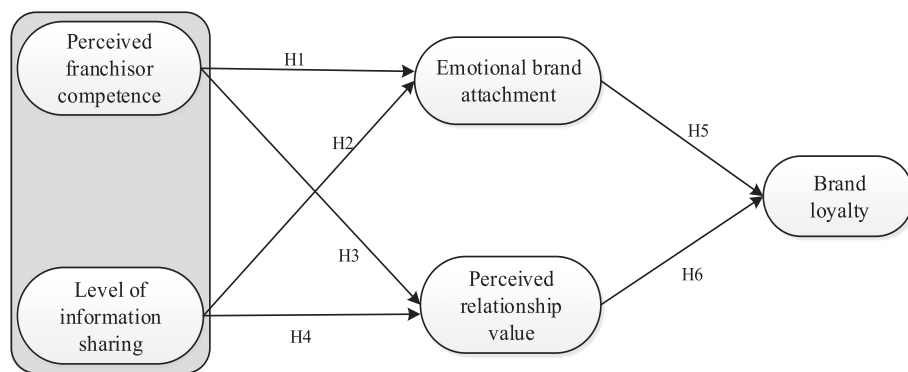 Perceived
franchisor
competence
H1
Emotional brand
attachment
H2
H5
Brand
loyalty
H3
H6
Level of
information
sharing
H4
Perceived
relationship
value